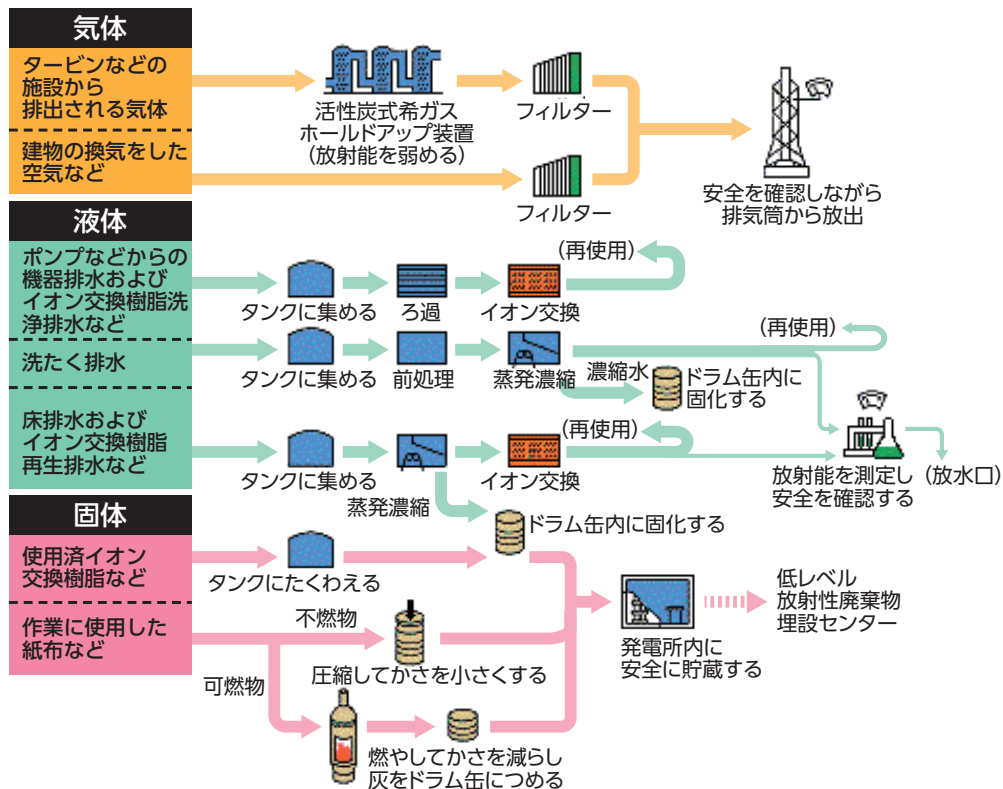 気体
タービンなどの
施設から
排出される気体
活性炭式希ガス
ホールドアップ装置
(放射能を弱める)
フィルター
建物の換気をした
空気など
フィルター
安全を確認しながら
排気筒から放出
液体
ポンプなどからの
機器排水および
イオン交換樹脂洗
浄排水など
タンクに集める
ろ過
イオン交換
(再使用)
洗たく排水
タンクに集める
前処理
蒸発濃縮
(再使用)
濃縮水
ドラム缶内に
固化する
床排水および
イオン交換樹脂
再生排水など
タンクに集める
蒸発濃縮
イオン交換
(再使用)
ドラム缶内に固化する
放射能を測定し
安全を確認する
(放水口)
固体
使用済イオン
交換樹脂など
タンクにたくわえる
作業に使用した
紙布など
不燃物
圧縮してかさを小さくする
可燃物
燃やしてかさを減らし
灰をドラム缶につめる
発電所内に
安全に貯蔵する
低レベル
放射性廃棄物
埋設センター